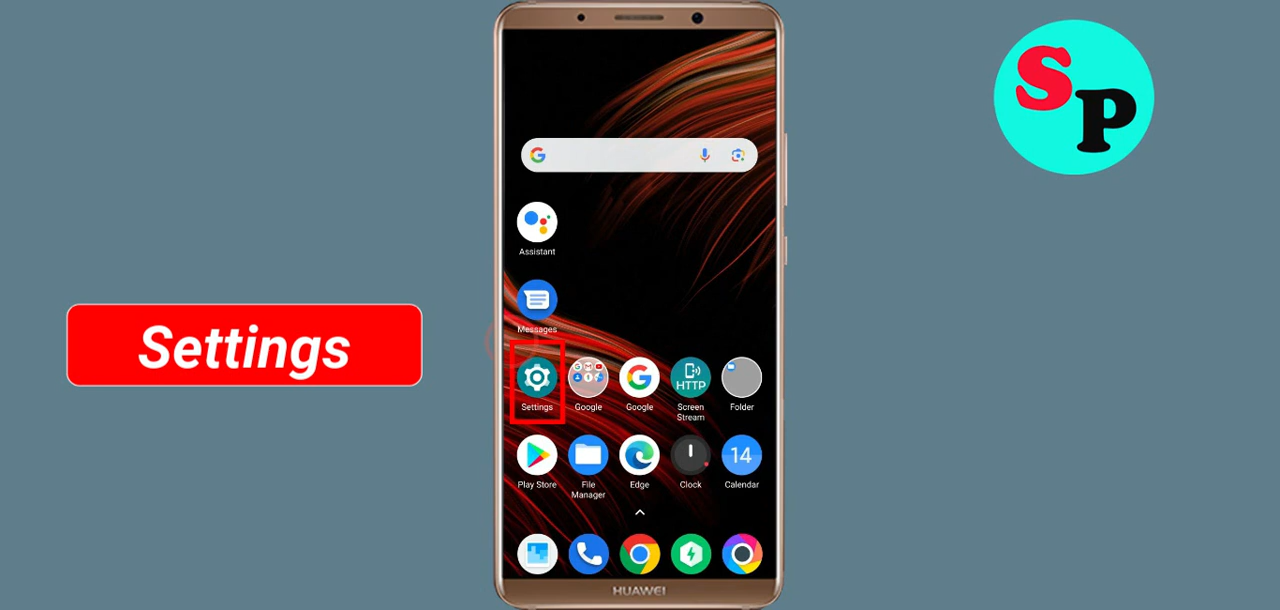 S
P
Assistant
Messages
Settings
Settings
Google
Google
HTTP
Screen
Stream
Folder
Play Store
File
Manager
Edge
Clock
14
Calendar
HUAWEI